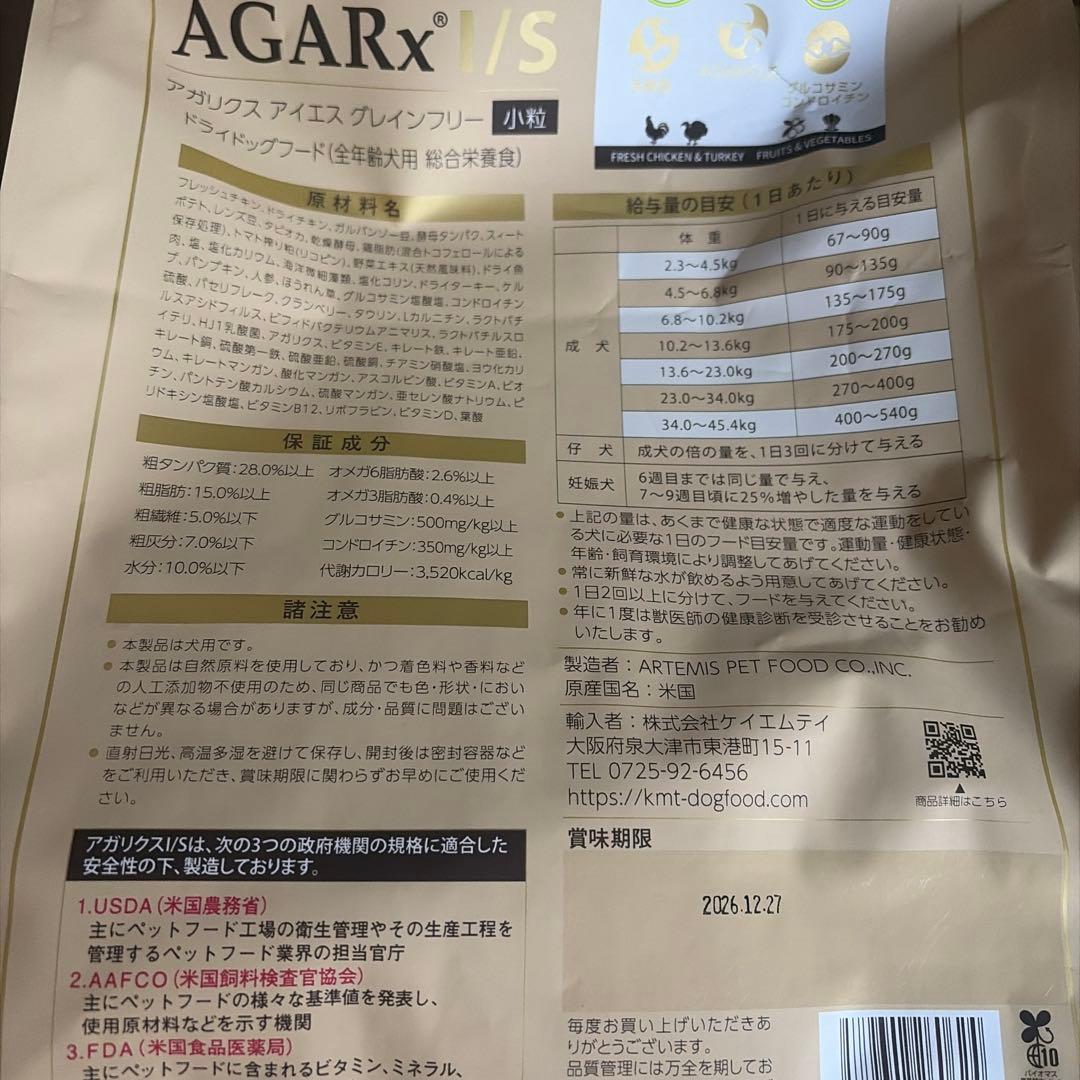 AGARx® I/S
アガリクス アイエス グレインフリー 小粒
ドライドッグフード(全年齢犬用 総合栄養食)
グルコサミン
コンドロイチン
FRESH CHICKEN & TURKEY FRUITS & VEGETABLES
原材料名
フレッシュチキン、ドライチキン、ガルバンゾー豆、酵母タンパク、スィート
ポテト、レンズ豆、タピオカ、乾燥酵母、鶏脂肪(混合トコフェロールによる
保存処理)、トマト搾り粕(リコピン)、野菜エキス(天然風味料)、ドライ魚
肉、塩、塩化カリウム、海洋微細藻類、塩化コリン、ドライターキー、ケル
プ、パンプキン、人参、ほうれん草、グルコサミン塩酸塩、コンドロイチン
硫酸、パセリフレーク、クランベリー、タウリン、Lカルニチン、ラクトバチ
ルスアシドフィルス、ビフィドバクテリウムアニマリス、ラクトバチルスロ
イテリ、HJ1乳酸菌、アガリクス、ビタミンE、キレート鉄、キレート亜鉛、
キレート銅、硫酸第一鉄、硫酸亜鉛、硫酸銅、チアミン硝酸塩、ヨウ化カリ
ウム、キレートマンガン、酸化マンガン、アスコルビン酸、ビタミンA、ビオ
チン、パントテン酸カルシウム、硫酸マンガン、亜セレン酸ナトリウム、ピ
リドキシン塩酸塩、ビタミンB12、リボフラビン、ビタミンD、葉酸
保証成分
粗タンパク質:28.0%以上 オメガ6脂肪酸:2.6%以上
粗脂肪:15.0%以上 オメガ3脂肪酸:0.4%以上
粗繊維:5.0%以下 グルコサミン:500mg/kg以上
粗灰分:7.0%以下 コンドロイチン:350mg/kg以上
水分:10.0%以下 代謝カロリー:3,520kcal/kg
諸注意
● 本製品は犬用です。
● 本製品は自然原料を使用しており、かつ着色料や香料など
の人工添加物不使用のため、同じ商品でも色・形状・におい
などが異なる場合がありますが、成分・品質に問題はござい
ません。
● 直射日光、高温多湿を避けて保存し、開封後は密封容器など
をご利用いただき、賞味期限に関わらずお早めにご使用くだ
さい。
アガリクスI/Sは、次の3つの政府機関の規格に適合した
安全性の下、製造しております。
1.USDA(米国農務省)
主にペットフード工場の衛生管理やその生産工程を
管理するペットフード業界の担当官庁
2.AAFCO(米国飼料検査官協会)
主にペットフードの様々な基準値を発表し、
使用原材料などを示す機関
3.FDA(米国食品医薬局)
主にペットフードに含まれるビタミン、ミネラル、
給与量の目安(1日あたり)
体重 1日に与える目安量
成犬
2.3〜4.5kg 67〜90g
4.5〜6.8kg 90〜135g
6.8〜10.2kg 135〜175g
10.2〜13.6kg 175〜200g
13.6〜23.0kg 200〜270g
23.0〜34.0kg 270〜400g
34.0〜45.4kg 400〜540g
仔犬 成犬の倍の量を、1日3回に分けて与える
妊娠犬 6週目までは同じ量で与え、
7〜9週目頃に25%増やした量を与える
● 上記の量は、あくまで健康な状態で適度な運動をしてい
る犬に必要な1日のフード目安量です。運動量・健康状態・
年齢・飼育環境により調整してあげてください。
● 常に新鮮な水が飲めるよう用意してあげてください。
● 1日2回以上に分けて、フードを与えてください。
● 年に1度は獣医師の健康診断を受診させることをお勧め
いたします。
製造者：ARTEMIS PET FOOD CO.,INC.
原産国名：米国
輸入者：株式会社ケイエムティ
大阪府泉大津市東港町15-11
TEL 0725-92-6456
https://kmt-dogfood.com
▲
商品詳細はこちら
賞味期限
2026.12.27
毎度お買い上げいただきあ
りがとうございます。
品質管理には万全を期してお
10
バイオマス